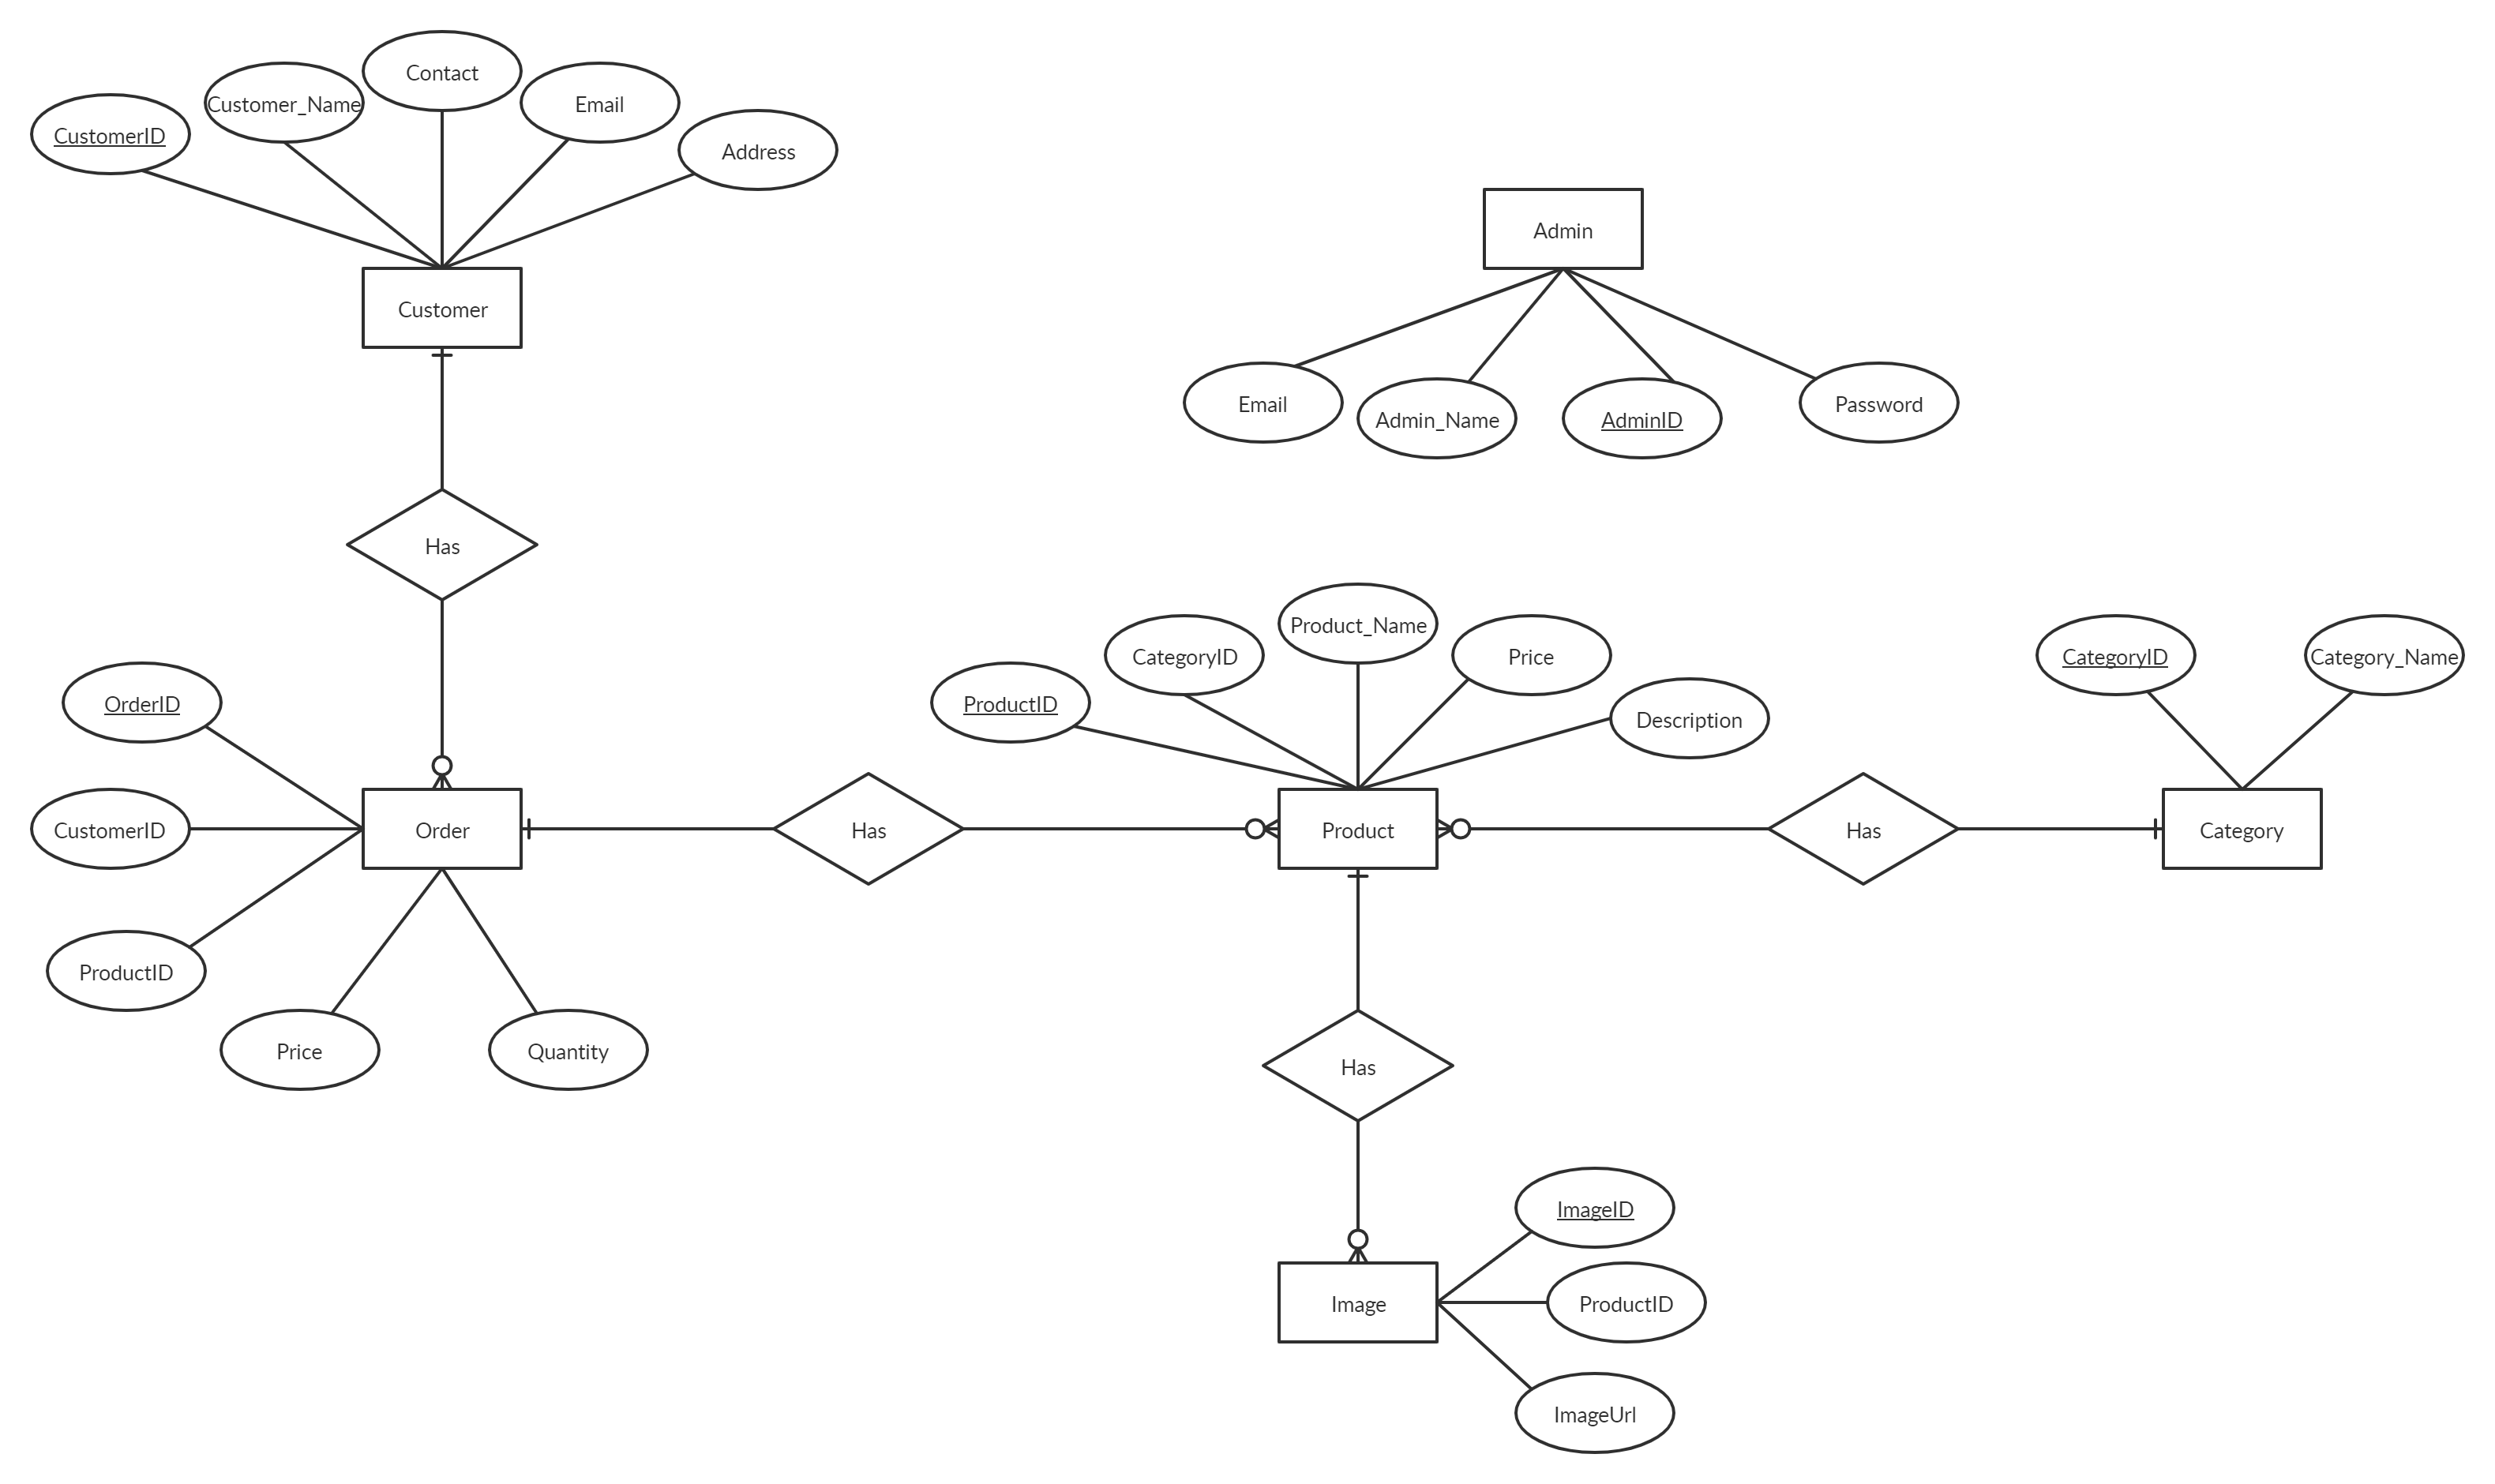 Contact
Customer_Name
Email
CustomerID
Address
Admin
Customer
Email
Admin_Name
AdminID
Password
Has
Product_Name
CategoryID
Price
CategoryID
Category_Name
OrderID
ProductID
Description
CustomerID
Order
Has
Product
Has
Category
ProductID
Price
Quantity
Has
ImageID
Image
ProductID
ImageUrl